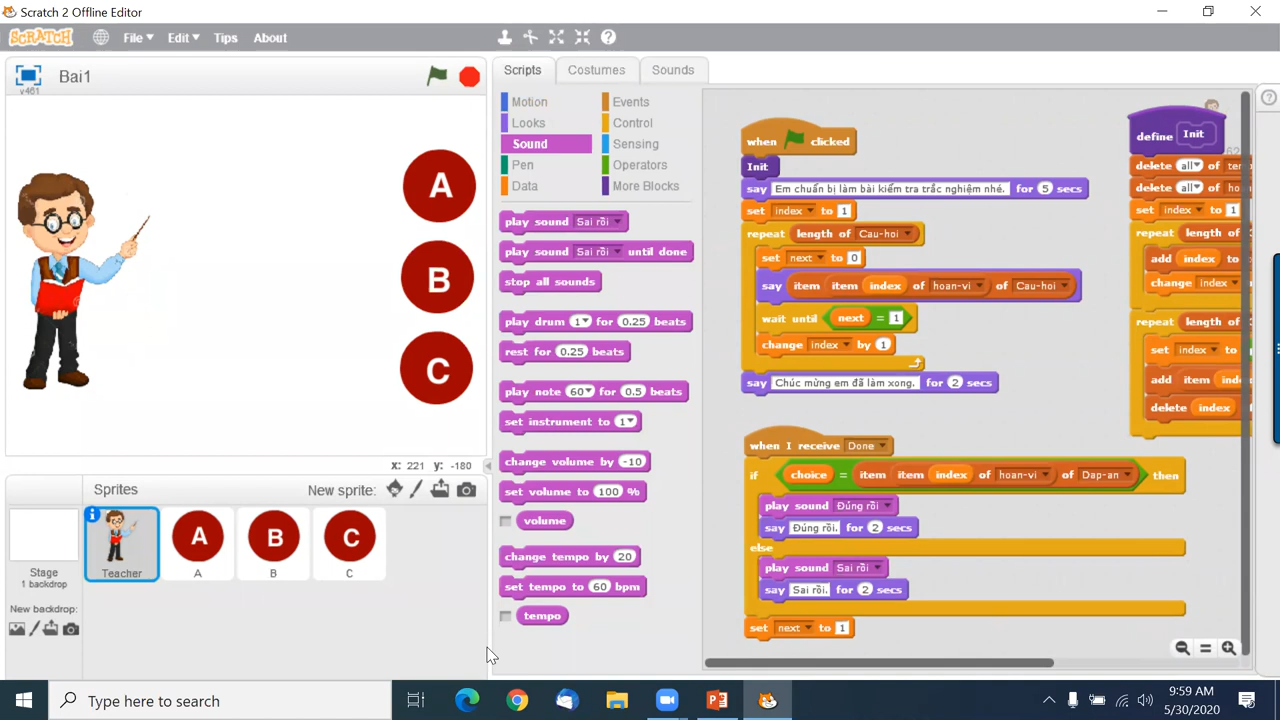 Scratch 2 Offline Editor
SCRATCH File Edit Tips About
v461 Bai1
Scripts Costumes Sounds
Motion Events
Looks Control
Sound Sensing
Pen Operators
Data More Blocks
play sound Sai rồi
play sound Sai rồi until done
stop all sounds
play drum 1 for 0.25 beats
rest for 0.25 beats
play note 60 for 0.5 beats
set instrument to 1
change volume by -10
set volume to 100 %
volume
change tempo by 20
set tempo to 60 bpm
tempo
A
B
C
x: 221 y: -180
Sprites New sprite:
Stage
1 backdrop
New backdrop:
Teacher
A
A
B
B
C
C
when clicked
Init
say Em chuẩn bị làm bài kiểm tra trắc nghiệm nhé. for 5 secs
set index to 1
repeat length of Cau-hoi
set next to 0
say item item index of hoan-vi of Cau-hoi
wait until next = 1
change index by 1
say Chúc mừng em đã làm xong. for 2 secs
when I receive Done
if choice = item item index of hoan-vi of Dap-an then
play sound Đúng rồi
say Đúng rồi. for 2 secs
else
play sound Sai rồi
say Sai rồi. for 2 secs
set next to 1
define Init
delete all of
delete all of
set index to 1
repeat length of
add index to
change index
repeat length of
set index to
add item
delete index
Type here to search
9:59 AM
5/30/2020